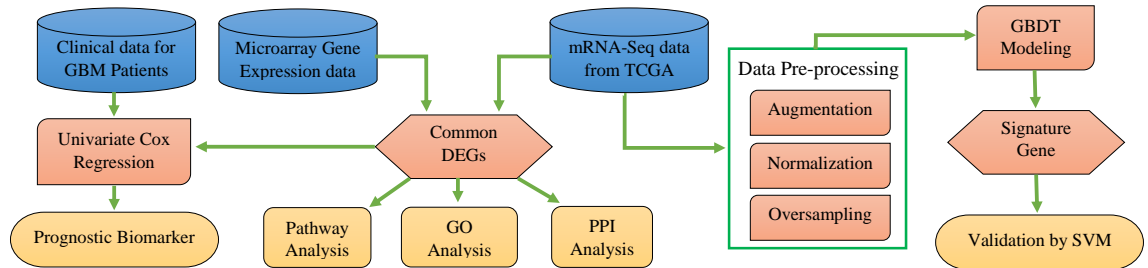 Clinical data for
GBM Patients
Microarray Gene
Expression data
mRNA-Seq data
from TCGA
GBDT
Modeling
Data Pre-processing
Augmentation
Normalization
Oversampling
Univariate Cox
Regression
Common
DEGs
Signature
Gene
Prognostic Biomarker
Pathway
Analysis
GO
Analysis
PPI
Analysis
Validation by SVM